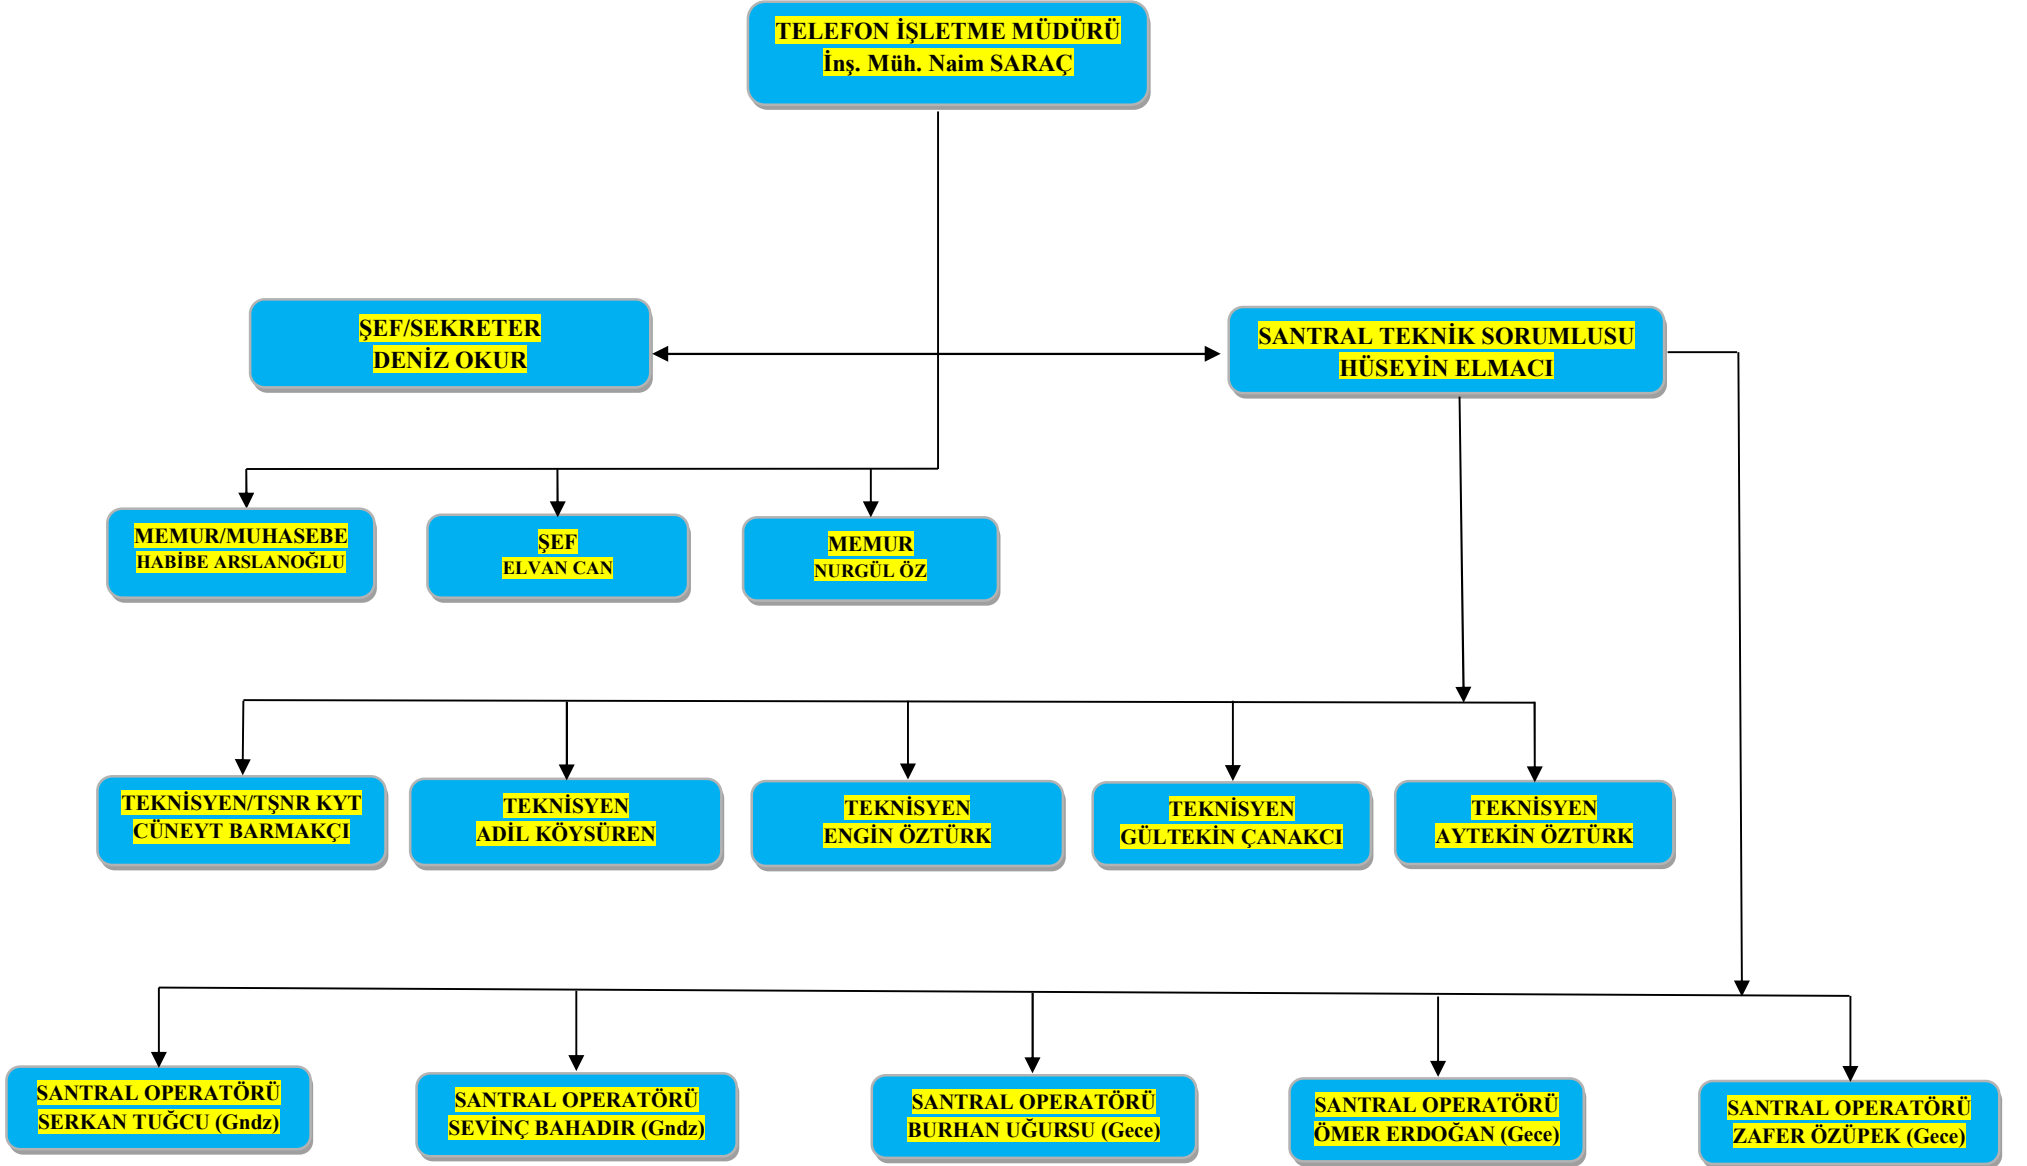 TELEFON İŞLETME MÜDÜRÜ
İnş. Müh. Naim SARAÇ
ŞEF/SEKRETER
DENİZ OKUR
SANTRAL TEKNİK SORUMLUSU
HÜSEYİN ELMACI
MEMUR/MUHASEBE
HABİBE ARSLANOĞLU
ŞEF
ELVAN CAN
MEMUR
NURGÜL ÖZ
TEKNİSYEN/TŞNR KYT
CÜNEYT BARMAKÇI
TEKNİSYEN
ADİL KÖYSÜREN
TEKNİSYEN
ENGİN ÖZTÜRK
TEKNİSYEN
GÜLTEKİN ÇANAKCI
TEKNİSYEN
AYTEKİN ÖZTÜRK
SANTRAL OPERATÖRÜ
SERKAN TUĞCU (Gndz)
SANTRAL OPERATÖRÜ
SEVİNÇ BAHADIR (Gndz)
SANTRAL OPERATÖRÜ
BURHAN UĞURSU (Gece)
SANTRAL OPERATÖRÜ
ÖMER ERDOĞAN (Gece)
SANTRAL OPERATÖRÜ
ZAFER ÖZÜPEK (Gece)